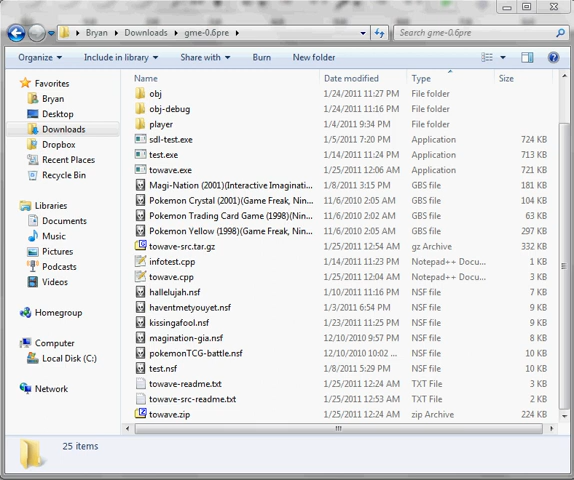 Bryan Downloads gme-0.6pre Search gme-0.6pre
Organize Include in library Share with Burn New folder
Name Date modified Type Size
Favorites
Bryan
Desktop
Downloads
Dropbox
Recent Places
Recycle Bin
Libraries
Documents
Music
Pictures
Podcasts
Videos
Homegroup
Computer
Local Disk (C:)
Network
obj 1/24/2011 11:27 PM File folder
obj-debug 1/24/2011 11:16 PM File folder
player 1/4/2011 9:34 PM File folder
sdl-test.exe 1/5/2011 7:20 PM Application 724 KB
test.exe 1/14/2011 11:24 PM Application 713 KB
towave.exe 1/25/2011 12:06 AM Application 721 KB
Magi-Nation (2001)(Interactive Imaginati... 1/8/2011 3:15 PM GBS file 181 KB
Pokemon Crystal (2001)(Game Freak, Nin... 11/6/2010 2:05 AM GBS file 104 KB
Pokemon Trading Card Game (1998)(Nin... 11/6/2010 2:02 AM GBS file 63 KB
Pokemon Yellow (1998)(Game Freak, Nin... 11/6/2010 2:05 AM GBS file 297 KB
towave-src.tar.gz 1/25/2011 12:54 AM gz Archive 332 KB
infotest.cpp 1/14/2011 11:23 PM Notepad++ Docu... 1 KB
towave.cpp 1/25/2011 12:04 AM Notepad++ Docu... 3 KB
hallelujah.nsf 1/10/2011 11:16 PM NSF file 7 KB
haventmetyouyet.nsf 1/3/2011 6:54 PM NSF file 9 KB
kissingafool.nsf 1/23/2011 11:25 PM NSF file 9 KB
magination-gia.nsf 12/10/2010 9:57 PM NSF file 8 KB
pokemonTCG-battle.nsf 12/10/2010 10:02 ... NSF file 10 KB
test.nsf 1/8/2011 5:29 PM NSF file 10 KB
towave-readme.txt 1/25/2011 12:24 AM TXT File 3 KB
towave-src-readme.txt 1/25/2011 12:53 AM TXT File 2 KB
towave.zip 1/25/2011 12:24 AM zip Archive 224 KB
25 items